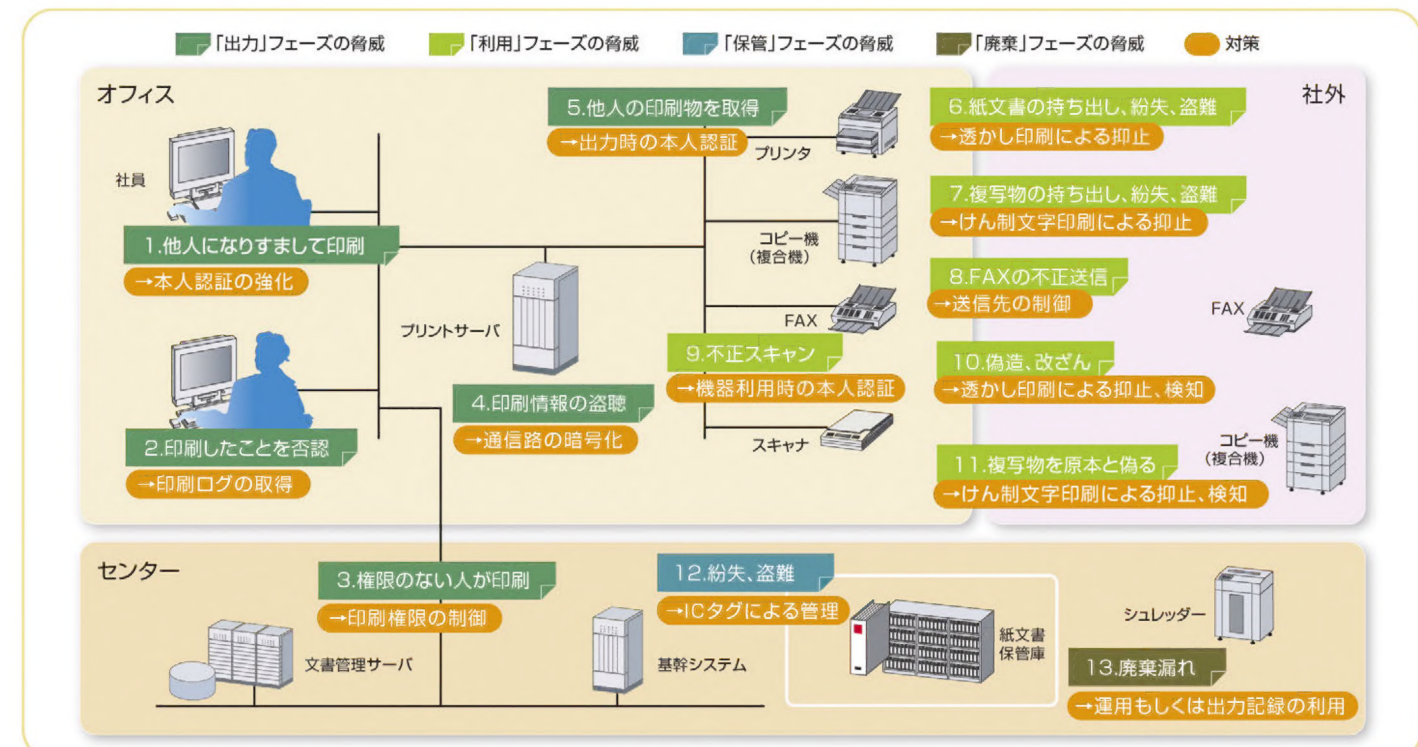 「出力」フェーズの脅威
「利用」フェーズの脅威
「保管」フェーズの脅威
「廃棄」フェーズの脅威
対策
オフィス
社外
社員
1.他人になりすまして印刷
→本人認証の強化
2.印刷したことを否認
→印刷ログの取得
プリントサーバ
4.印刷情報の盗聴
→通信路の暗号化
5.他人の印刷物を取得
→出力時の本人認証
プリンタ
コピー機
(複合機)
FAX
9.不正スキャン
→機器利用時の本人認証
スキャナ
6.紙文書の持ち出し、紛失、盗難
→透かし印刷による抑止
7.複写物の持ち出し、紛失、盗難
→けん制文字印刷による抑止
8.FAXの不正送信
→送信先の制御
FAX
10.偽造、改ざん
→透かし印刷による抑止、検知
コピー機
(複合機)
11.複写物を原本と偽る
→けん制文字印刷による抑止、検知
センター
3.権限のない人が印刷
→印刷権限の制御
文書管理サーバ
基幹システム
12.紛失、盗難
→ICタグによる管理
紙文書
保管庫
シュレッダー
13.廃棄漏れ
→運用もしくは出力記録の利用